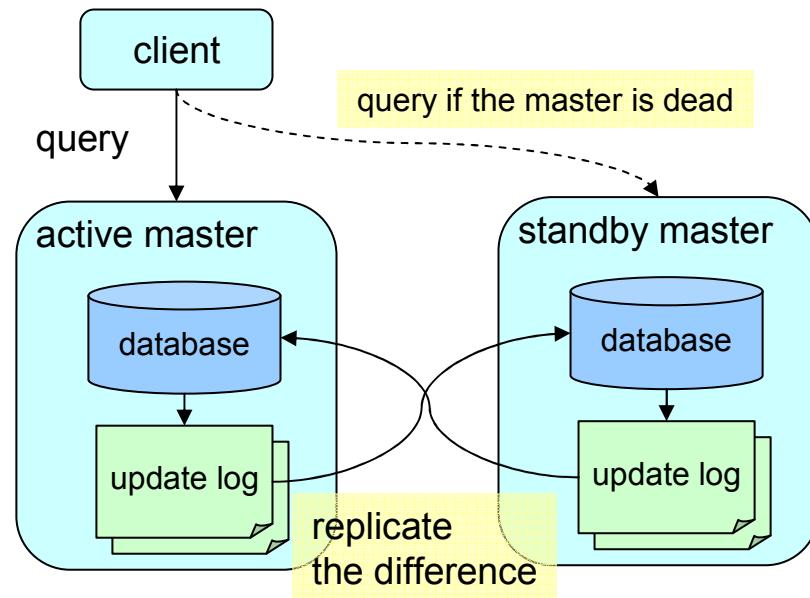 client
query if the master is dead
query
active master
standby master
database
database
update log
update log
replicate
the difference